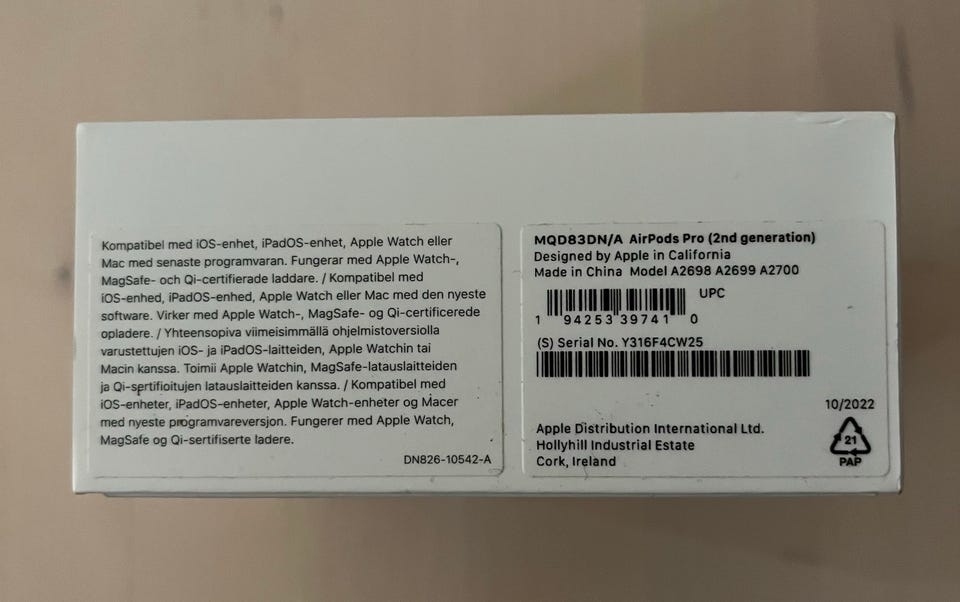 Kompatibel med iOS-enhet, iPadOS-enhet, Apple Watch eller
Mac med senaste programvaran. Fungerar med Apple Watch-,
MagSafe- och Qi-certifierade laddare. / Kompatibel med
iOS-enhed, iPadOS-enhed, Apple Watch eller Mac med den nyeste
software. Virker med Apple Watch-, MagSafe- og Qi-certificerede
opladere. / Yhteensopiva viimeisimmällä ohjelmistoversiolla
varustettujen iOS- ja iPadOS-laitteiden, Apple Watchin tai
Macin kanssa. Toimii Apple Watchin, MagSafe-latauslaitteiden
ja Qi-sertifioitujen latauslaitteiden kanssa. / Kompatibel med
iOS-enheter, iPadOS-enheter, Apple Watch-enheter og Macer
med nyeste programvareversjon. Fungerer med Apple Watch,
MagSafe og Qi-sertifiserte ladere.
DN826-10542-A
MQD83DN/A AirPods Pro (2nd generation)
Designed by Apple in California
Made in China Model A2698 A2699 A2700
UPC
1 94253 39741 0
(S) Serial No. Y316F4CW25
10/2022
Apple Distribution International Ltd.
Hollyhill Industrial Estate
Cork, Ireland
21
PAP